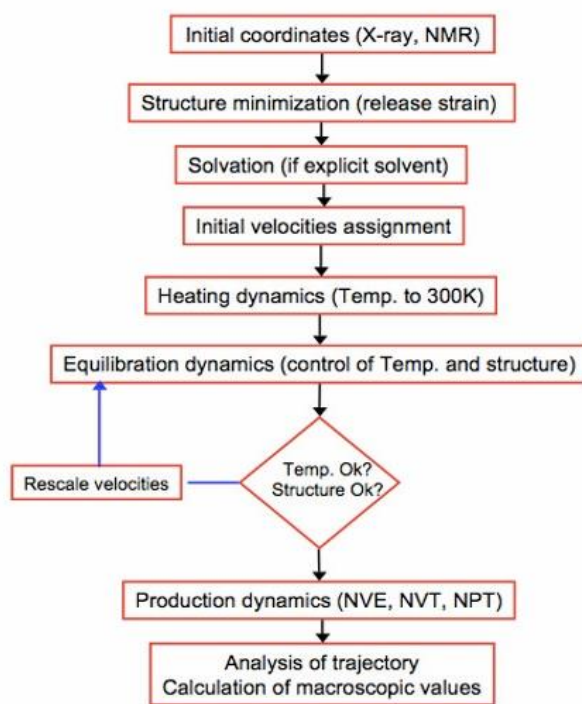 Initial coordinates (X-ray, NMR)
Structure minimization (release strain)
Solvation (if explicit solvent)
Initial velocities assignment
Heating dynamics (Temp. to 300K)
Equilibration dynamics (control of Temp. and structure)
Temp. Ok?
Structure Ok?
Rescale velocities
Production dynamics (NVE, NVT, NPT)
Analysis of trajectory
Calculation of macroscopic values